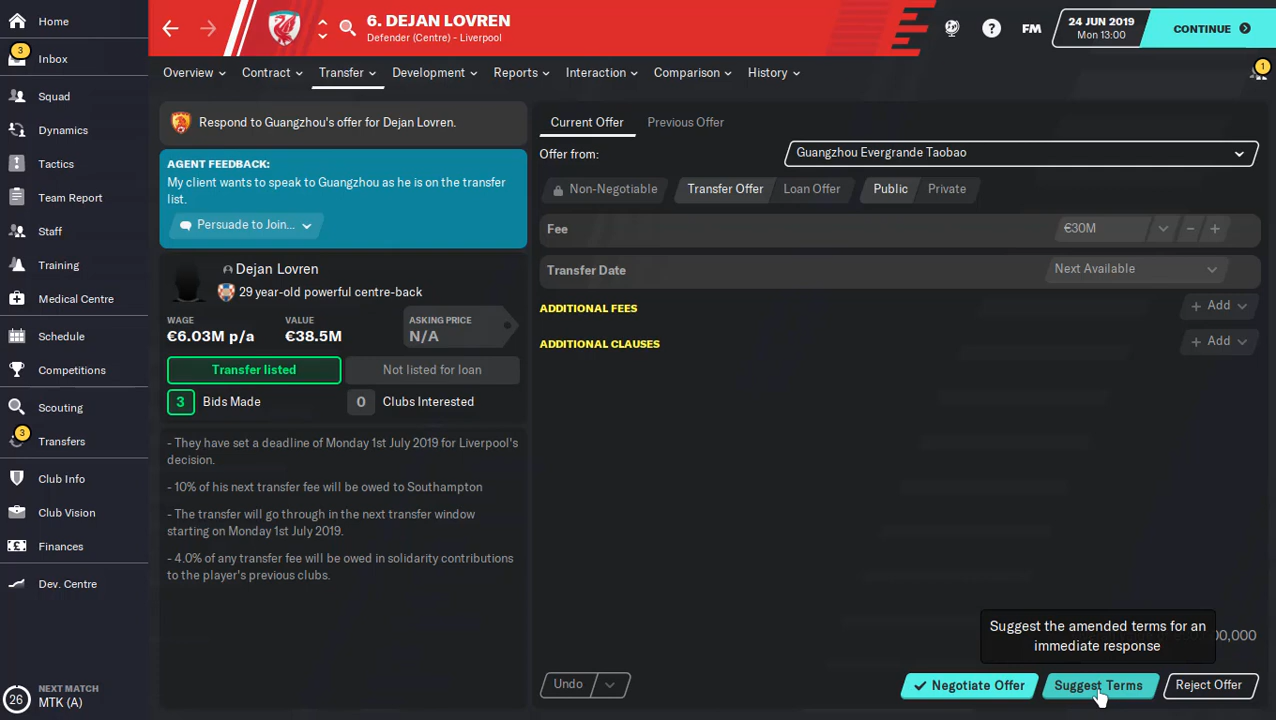 Home
3
Inbox
Squad
Dynamics
Tactics
Team Report
Staff
Training
Medical Centre
Schedule
Competitions
Scouting
3
Transfers
Club Info
Club Vision
Finances
Dev. Centre
26
NEXT MATCH
MTK (A)
6. DEJAN LOVREN
Defender (Centre) - Liverpool
?
FM
24 JUN 2019
Mon 13:00
CONTINUE
Overview
Contract
Transfer
Development
Reports
Interaction
Comparison
History
1
Respond to Guangzhou's offer for Dejan Lovren.
AGENT FEEDBACK:
My client wants to speak to Guangzhou as he is on the transfer
list.
Persuade to Join...
Dejan Lovren
29 year-old powerful centre-back
WAGE
€6.03M p/a
VALUE
€38.5M
ASKING PRICE
N/A
Transfer listed
Not listed for loan
3 Bids Made
0 Clubs Interested
- They have set a deadline of Monday 1st July 2019 for Liverpool's
decision.
- 10% of his next transfer fee will be owed to Southampton
- The transfer will go through in the next transfer window
starting on Monday 1st July 2019.
- 4.0% of any transfer fee will be owed in solidarity contributions
to the player's previous clubs.
Current Offer
Previous Offer
Offer from:
Guangzhou Evergrande Taobao
Non-Negotiable
Transfer Offer
Loan Offer
Public
Private
Fee
€30M
- +
Transfer Date
Next Available
ADDITIONAL FEES
+ Add
ADDITIONAL CLAUSES
+ Add
Suggest the amended terms for an
immediate response
00,000
Undo
Negotiate Offer
Suggest Terms
Reject Offer